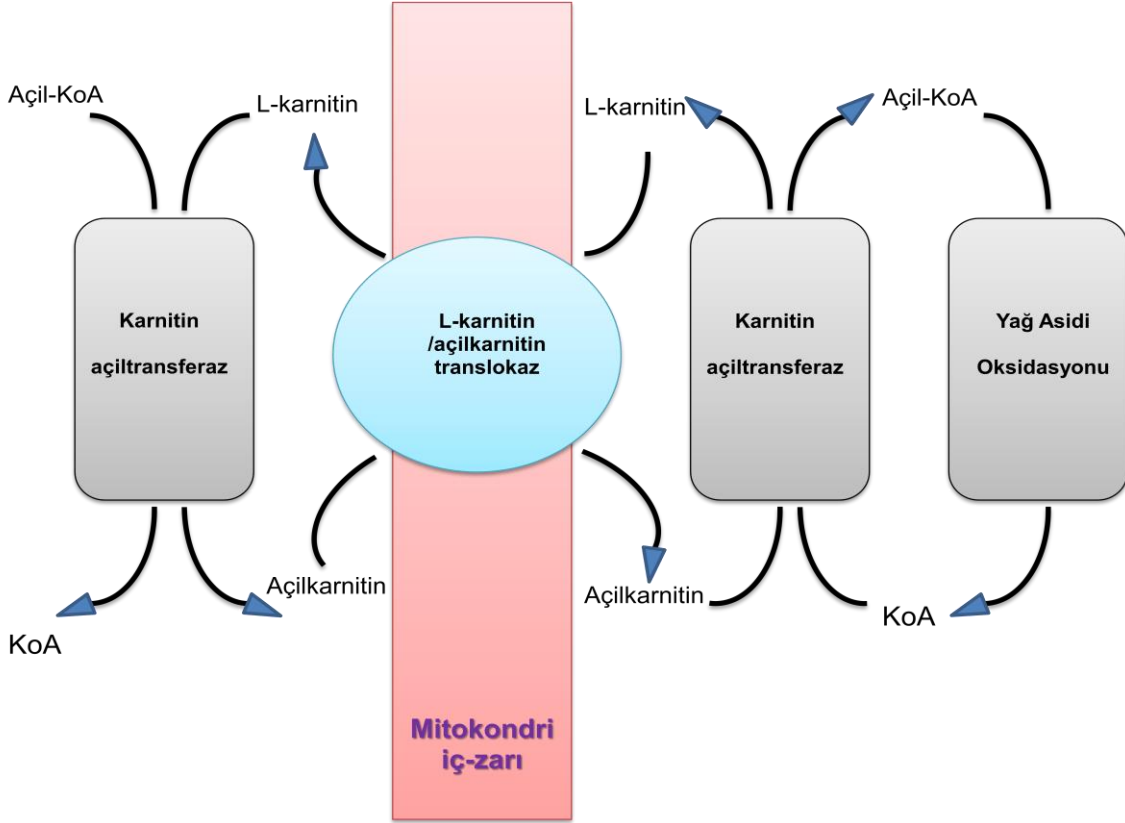 Açil-KoA
L-karnitin
L-karnitin
Açil-KoA
Karnitin
açiltransferaz
L-karnitin
/açilkarnitin
translokaz
Karnitin
açiltransferaz
Yağ Asidi
Oksidasyonu
Açilkarnitin
Açilkarnitin
KoA
KoA
Mitokondri
iç-zarı